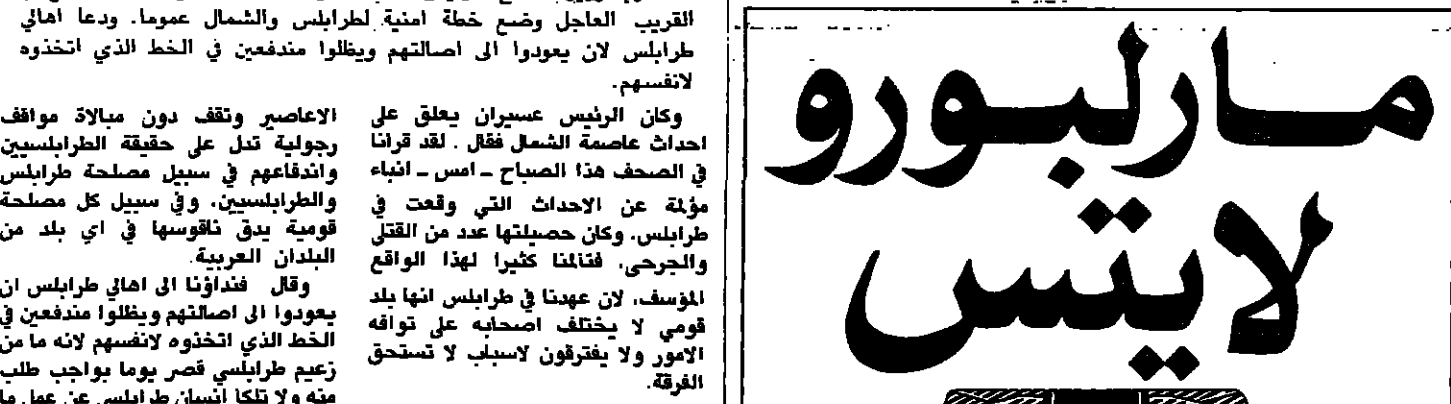 القريب العاجل وضع خطة امنية لطرابلس والشمال عموما. ودعا اهالي
طرابلس لان يعودوا الى اصالتهم ويظلوا مندفعين في الخط الذي اتخذوه
لانفسهم.
وكان الرئيس عسيران يعلق على
احداث عاصمة الشمال فقال . لقد قرانا
في الصحف هذا الصباح ـ امس ـ انباء
مؤلمة عن الاحداث التي وقعت في
طرابلس. وكان حصيلتها عدد من القتلى
والجرحى. فتالمنا كثيرا لهذا الواقع
المؤسف، لان عهدنا في طرابلس انها بلد
قومي لا يختلف اصحابه على توافه
الامور ولا يفترقون لاسباب لا تستحق
الفرقة.
الاعاصير وتقف دون مبالاة مواقف
رجولية تدل على حقيقة الطرابلسيين
واندقاعهم في سبيل مصلحة طرابلس
والطرابلسيين. وفي سبيل كل مصلحة
قومية يدق ناقوسها في اي بلد من
البلدان العربية.
وقال فنداؤنا الى اهالي طرابلس ان
يعودوا الى اصالتهم ويظلوا مندفعين في
الخط الذي اتخذوه لانفسهم لانه ما من
زعيم طرابلسي قصر يوما بواجب طلب
منه ولا تلكا انسان طرابلسي عن عمل ما
مارلبورو
لايتس